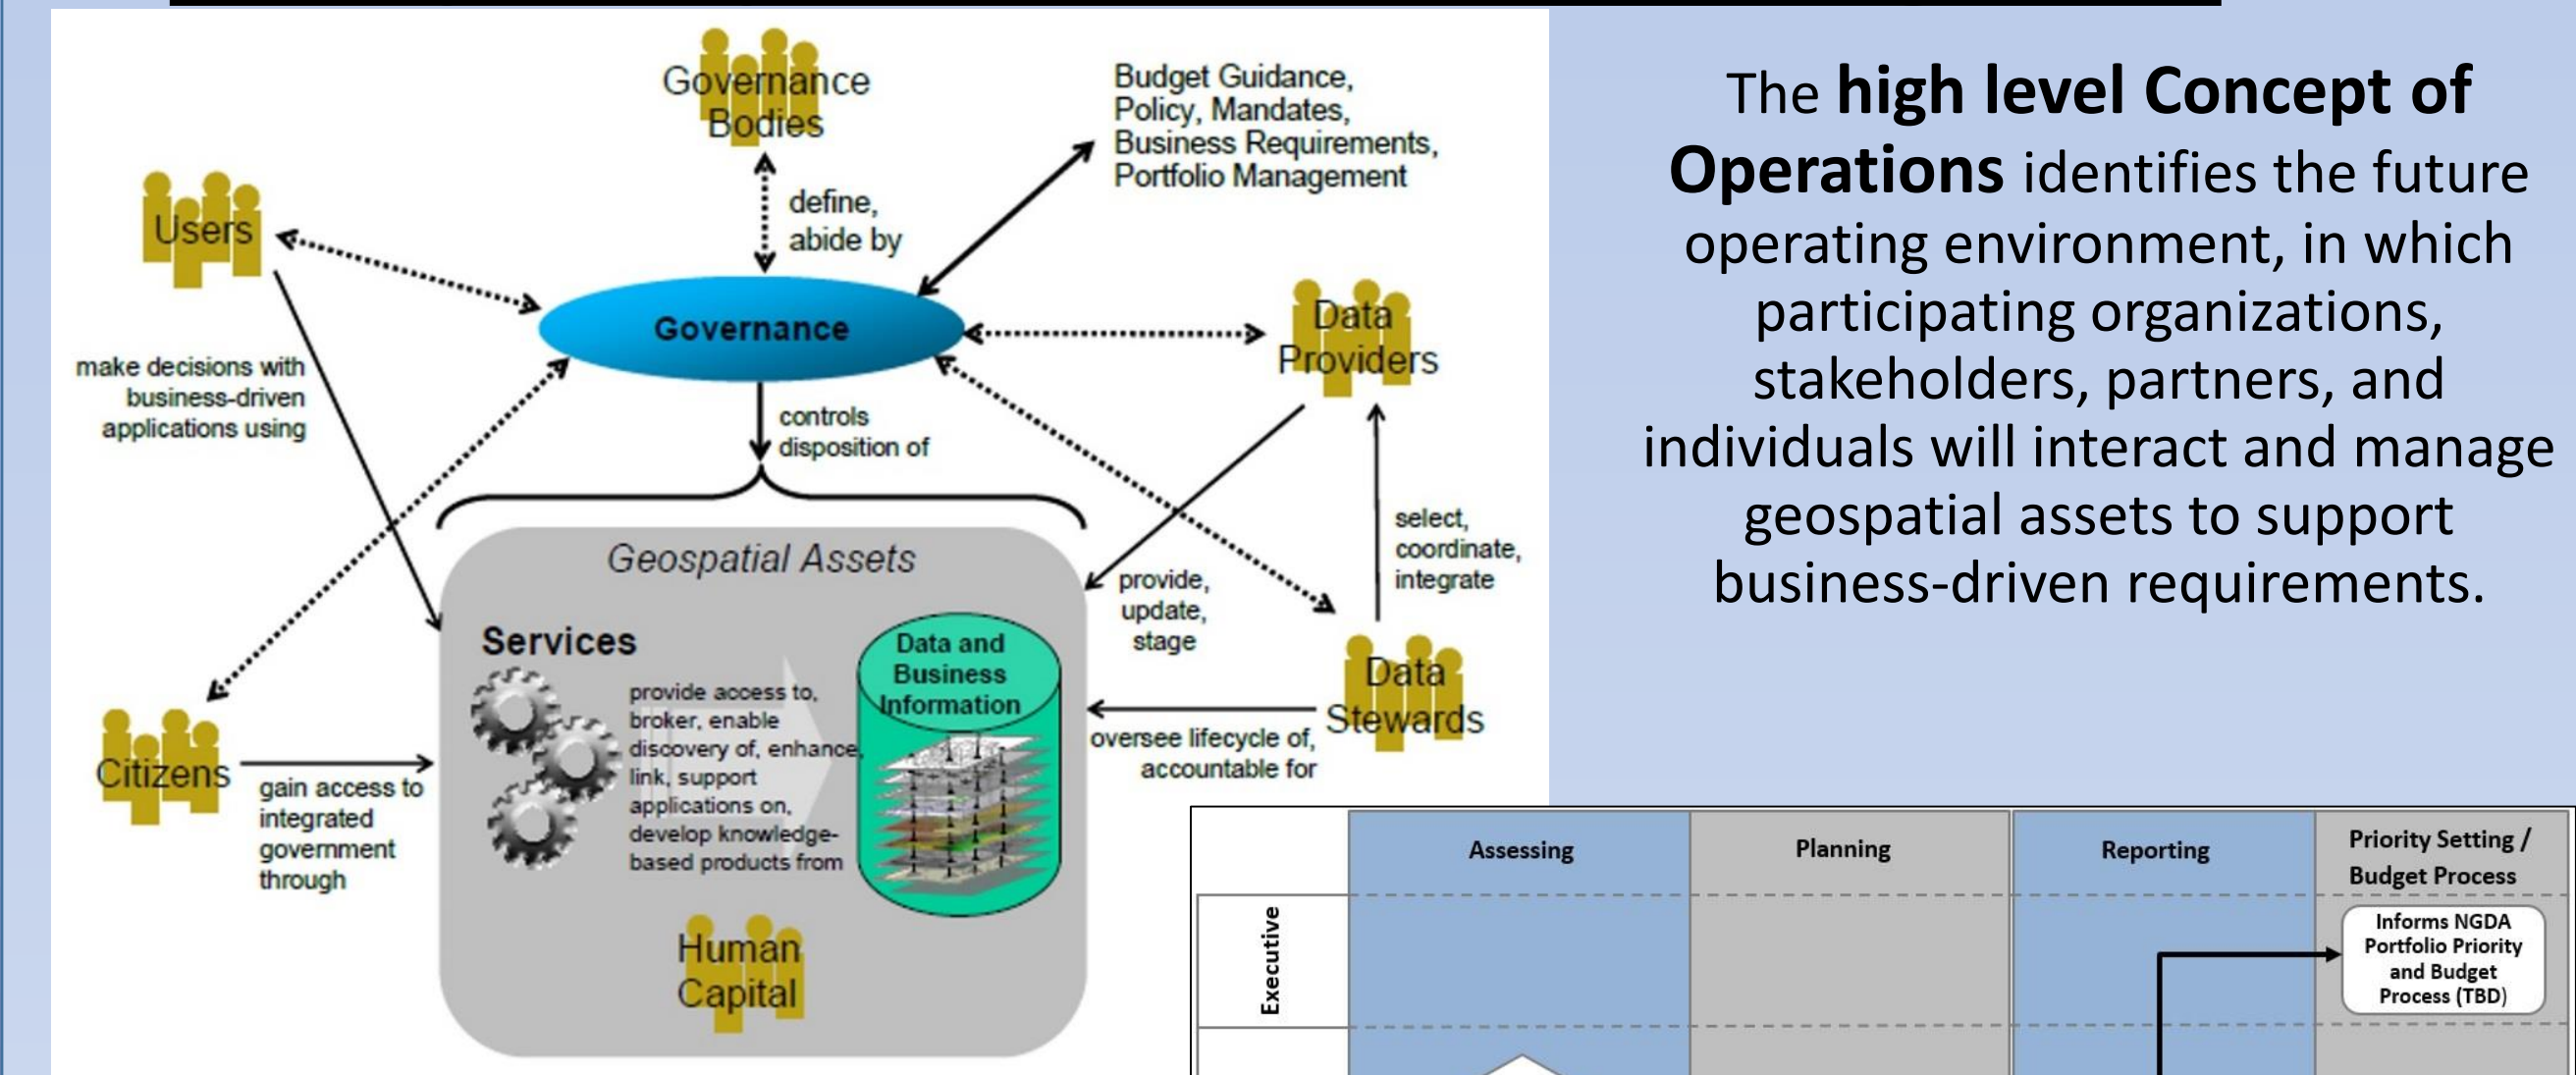 Governance
Bodies
Budget Guidance,
Policy, Mandates,
Business Requirements,
Portfolio Management
define,
abide by
Users
Governance
Data
Providers
make decisions with
business-driven
applications using
controls
disposition of
select,
coordinate,
integrate
provide,
update,
stage
Geospatial Assets
Services
provide access to,
broker, enable
discovery of, enhance,
link, support
applications on,
develop knowledge-
based products from
Data and
Business
Information
Data
Stewards
oversee lifecycle of,
accountable for
Citizens
gain access to
integrated
government
through
Human
Capital
The high level Concept of
Operations identifies the future
operating environment, in which
participating organizations,
stakeholders, partners, and
individuals will interact and manage
geospatial assets to support
business-driven requirements.
Assessing
Planning
Reporting
Priority Setting /
Budget Process
Executive
Informs NGDA
Portfolio Priority
and Budget
Process (TBD)